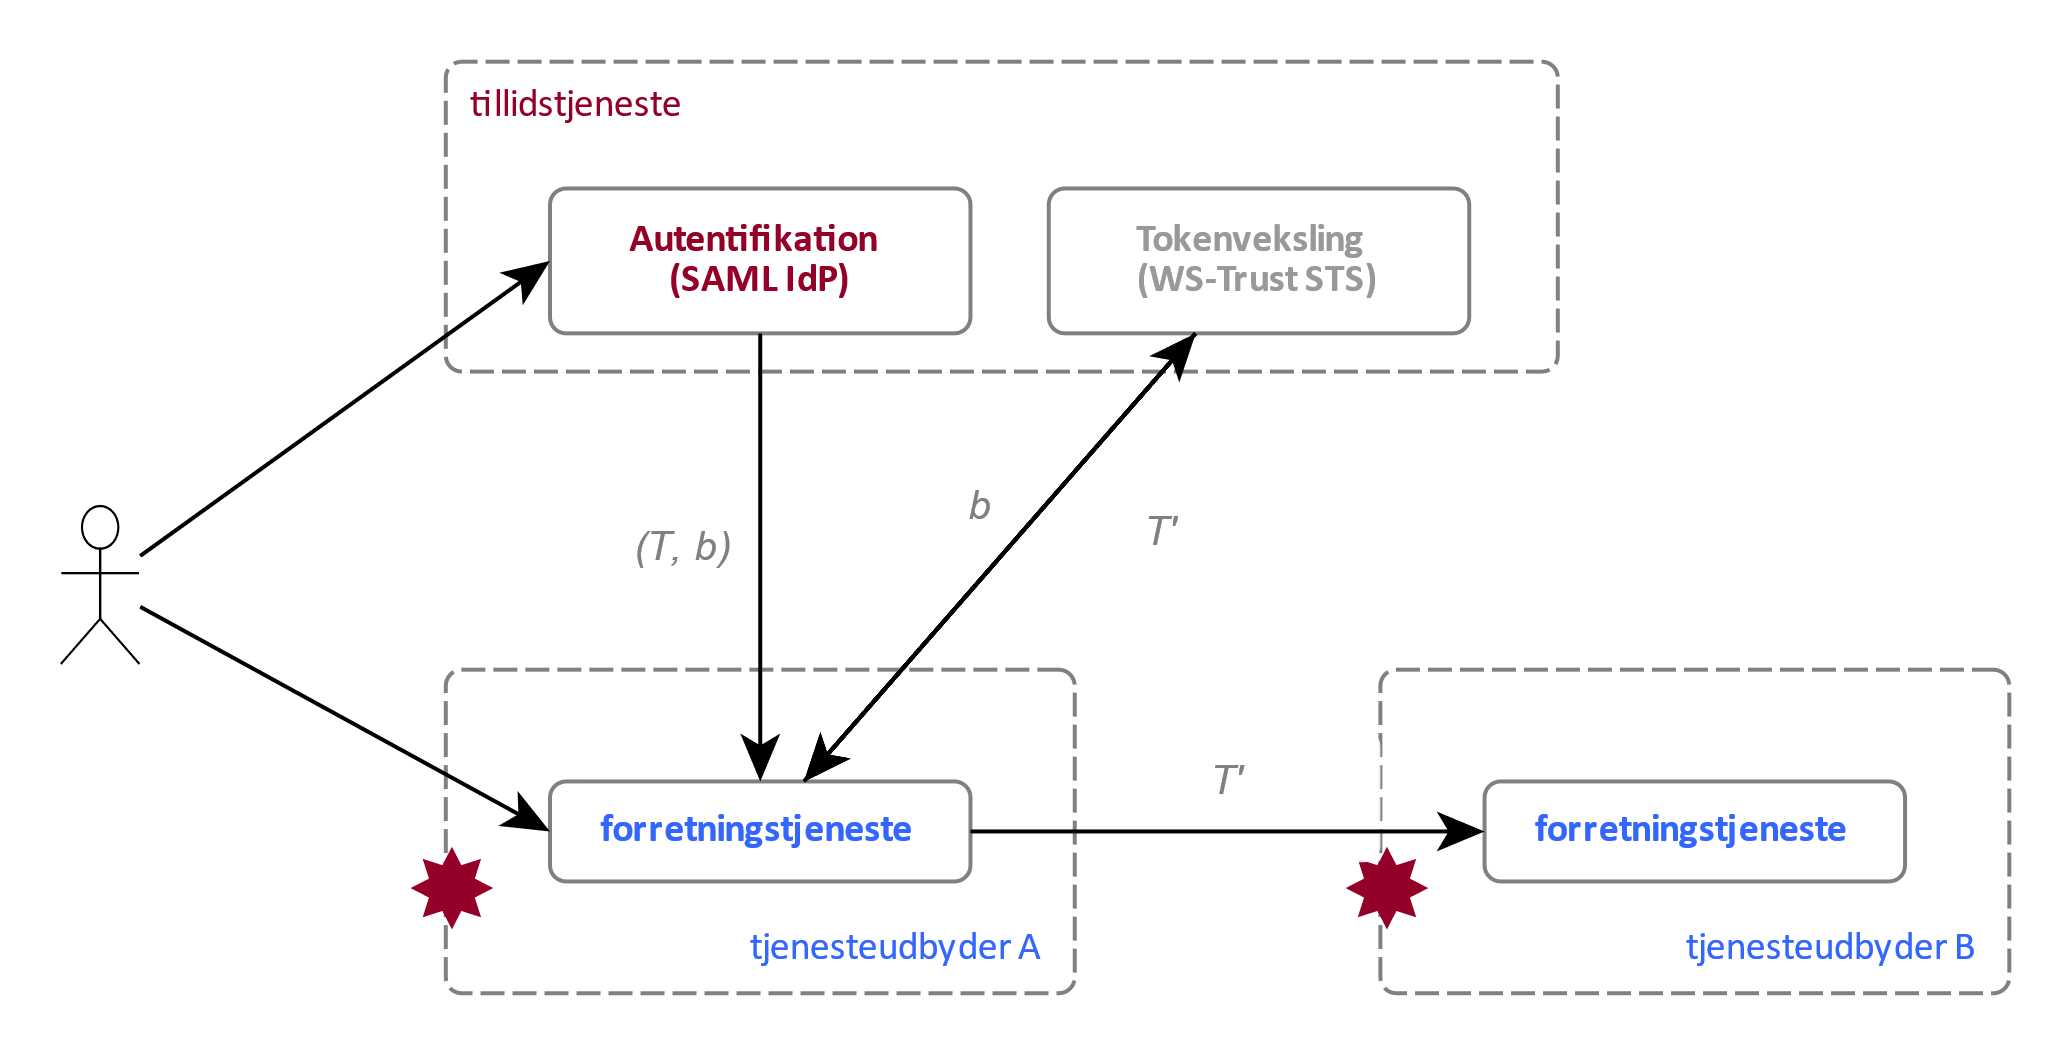 tillidstjeneste
Autentifikation
(SAML IdP)
Tokenveksling
(WS-Trust STS)
(T, b)
b
T'
forretningstjeneste
T'
forretningstjeneste
tjenesteudbyder A
tjenesteudbyder B